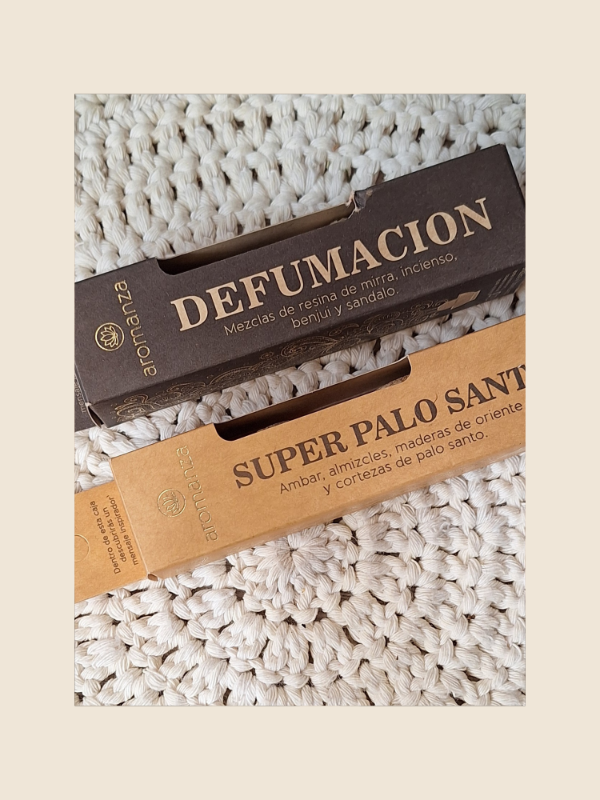 aromanza
DEFUMACION
Mezclas de resina de mirra, incienso,
benjui y sandalo.
aromanza
SUPER PALO SANT
Ambar, almizcles, maderas de oriente
y cortezas de palo santo.
Dentro de esta caja
descubrirás un
mensaje inspirador